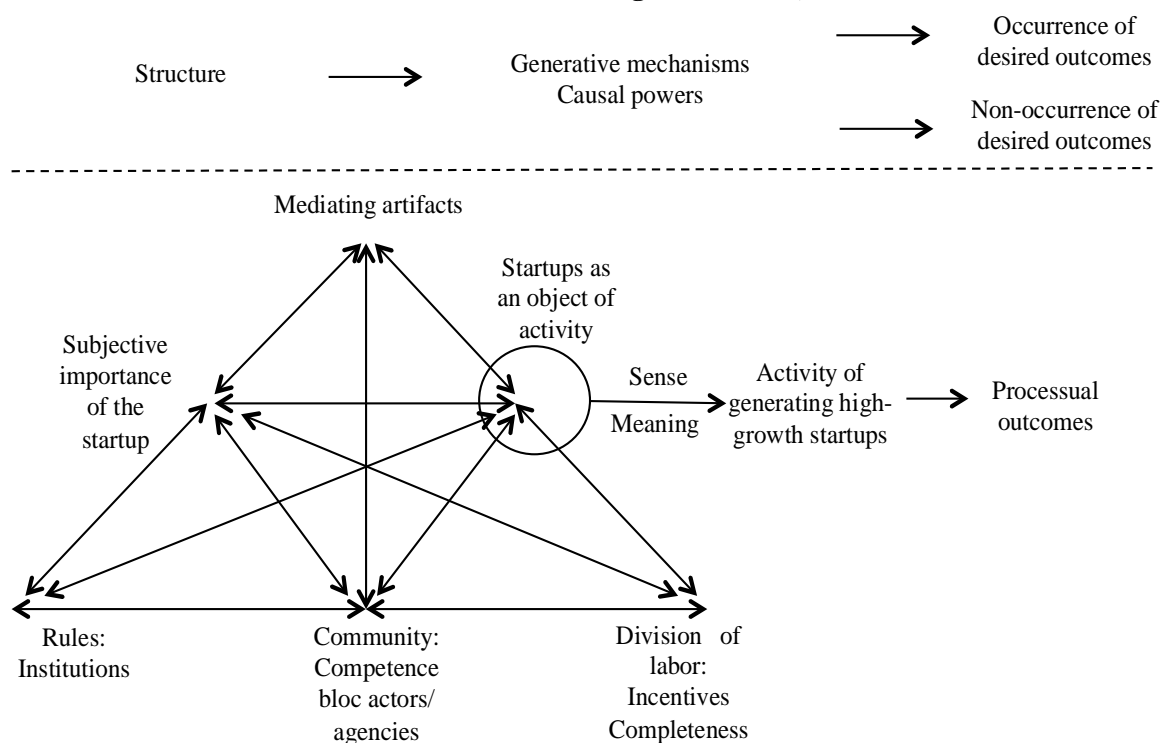 Occurrence of
desired outcomes
Structure
Generative mechanisms
Causal powers
Non-occurrence of
desired outcomes
Mediating artifacts
Startups as
an object of
activity
Subjective
importance
of the
startup
Sense
Meaning
Activity of
generating high-
growth startups
Processual
outcomes
Rules:
Institutions
Community:
Competence
bloc actors/
agencies
Division of
labor:
Incentives
Completeness